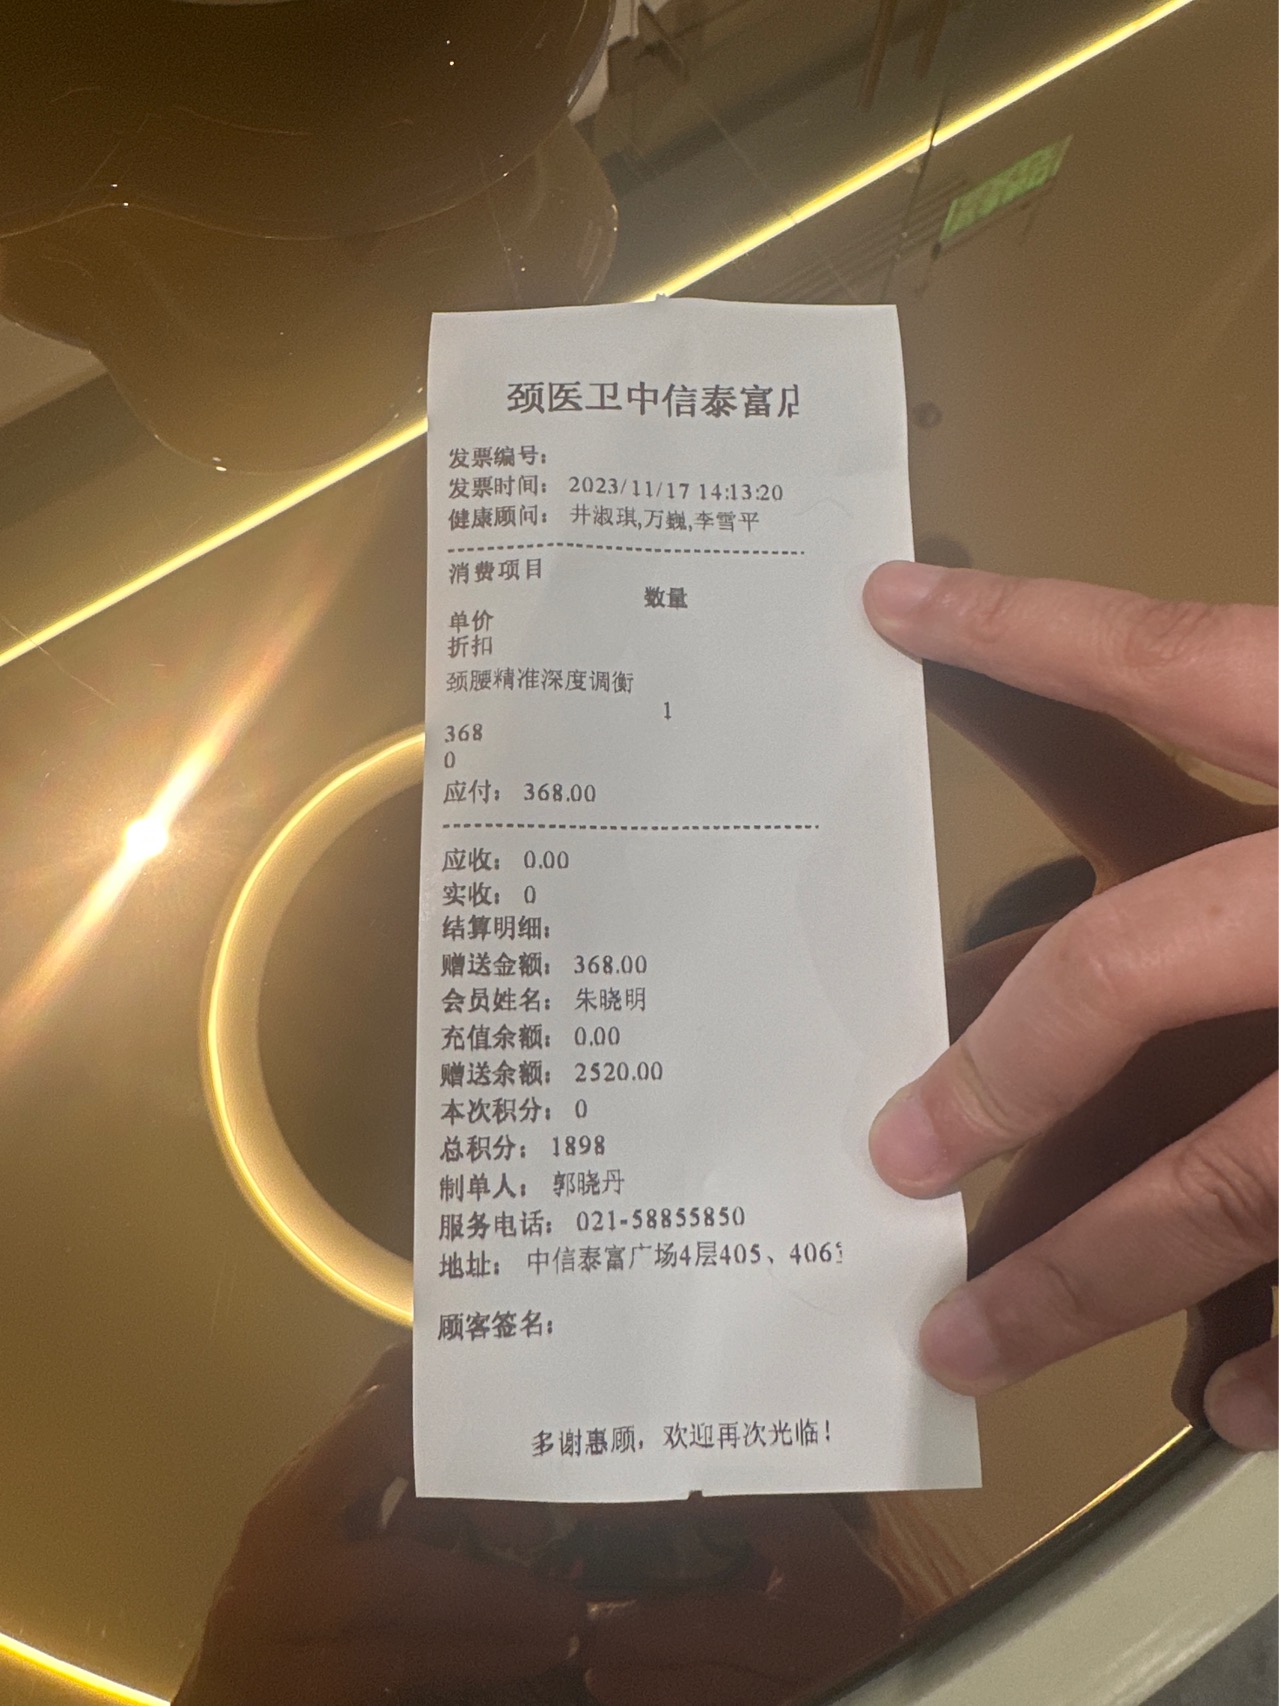 颈医卫中信泰富店
发票编号：
发票时间： 2023/11/17 14:13:20
健康顾问： 井淑琪,万巍,李雪平
消费项目
数量
单价
折扣
颈腰精准深度调衡
1
368
0
应付： 368.00
应收： 0.00
实收： 0
结算明细：
赠送金额： 368.00
会员姓名： 朱晓明
充值余额： 0.00
赠送余额： 2520.00
本次积分： 0
总积分： 1898
制单人： 郭晓丹
服务电话： 021-58855850
地址： 中信泰富广场4层405、406
顾客签名：
多谢惠顾，欢迎再次光临！